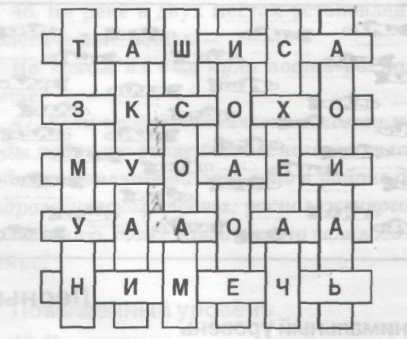 Т А Ш И С А
З К С О Х О
М У О А Е И
У А А О А А
Н И М Е Ч Ь